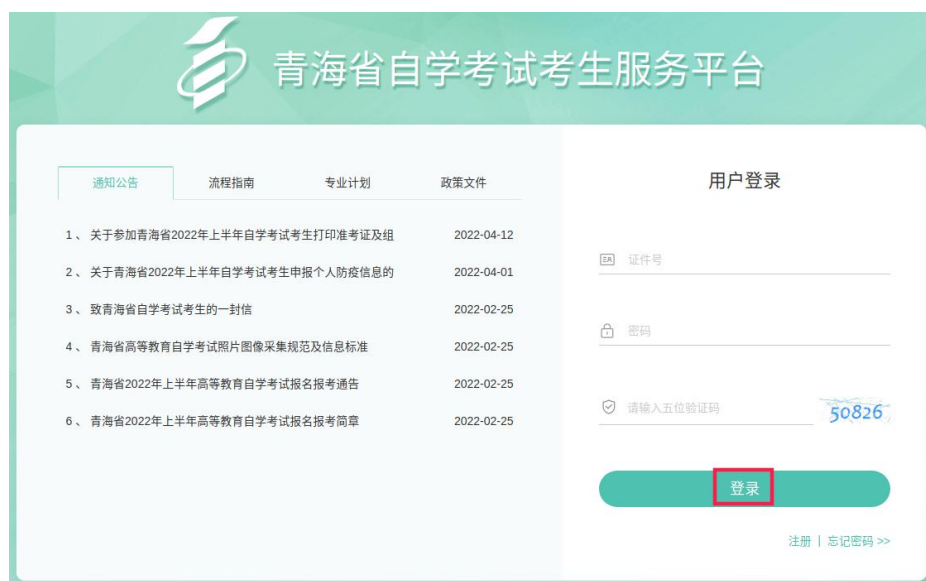 青海省自学考试考生服务平台
通知公告 流程指南 专业计划 政策文件
1、 关于参加青海省2022年上半年自学考试考生打印准考证及组 2022-04-12
2、 关于青海省2022年上半年自学考试考生申报个人防疫信息的 2022-04-01
3、 致青海省自学考试考生的一封信 2022-02-25
4、 青海省高等教育自学考试照片图像采集规范及信息标准 2022-02-25
5、 青海省2022年上半年高等教育自学考试报名报考通告 2022-02-25
6、 青海省2022年上半年高等教育自学考试报名报考简章 2022-02-25
用户登录
证件号
密码
请输入五位验证码 50826
登录
注册 | 忘记密码 >>